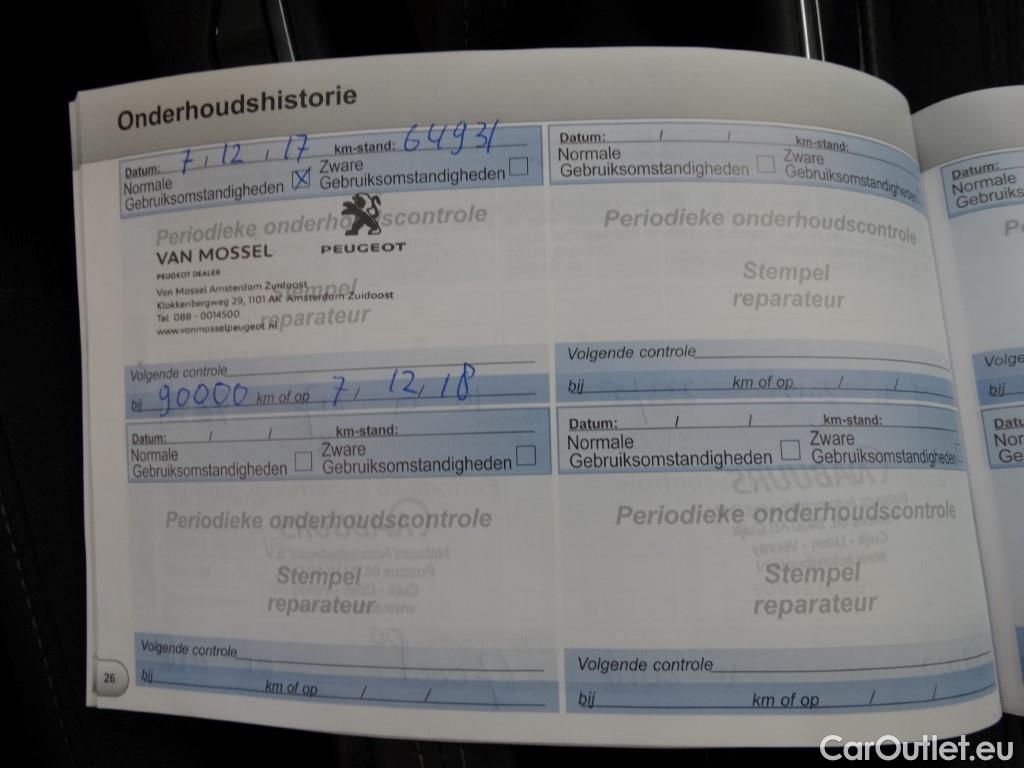 Onderhoudshistorie
Datum: 7 / 12 / 17 km-stand: 64931
Normale
Gebruiksomstandigheden
Zware
Gebruiksomstandigheden
Periodieke onderhoudscontrole
VAN MOSSEL
PEUGEOT
PEUGEOT DEALER
Stempel
reparateur
Van Mossel Amsterdam Zuidoost
Klokkenbergweg 29, 1101 AK Amsterdam Zuidoost
Tel 088 - 0014500
www.vanmosselpeugeot.nl
Volgende controle
bij 90000 km of op 7, 12, 18
Datum: / / km-stand:
Normale
Gebruiksomstandigheden
Zware
Gebruiksomstandigheden
Periodieke onderhoudscontrole
Stempel
reparateur
Volgende controle
bij km of op / /
Datum: / / km-stand:
Normale
Gebruiksomstandigheden
Zware
Gebruiksomstandigheden
Periodieke onderhoudscontrole
Stempel
reparateur
Volgende controle
bij km of op / /
Datum: / / km-stand:
Normale
Gebruiksomstandigheden
Zware
Gebruiksomstandigheden
Periodieke onderhoudscontrole
Stempel
reparateur
Volgende controle
bij km of op / /
26
Datum:
Normale
bij
CarOutlet.eu